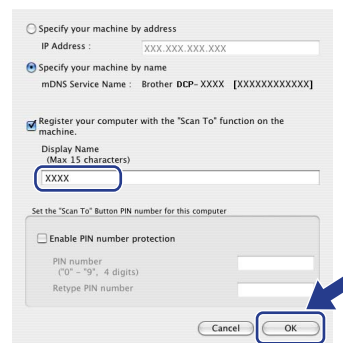 Specify your machine by address
IP Address : XXX.XXX.XXX.XXX
Specify your machine by name
mDNS Service Name : Brother DCP-XXXX [XXXXXXXXXXXX]
Register your computer with the "Scan To" function on the
machine.
Display Name
(Max 15 characters)
XXXX
Set the "Scan To" Button PIN number for this computer
Enable PIN number protection
PIN number
("0" - "9", 4 digits)
Retype PIN number
Cancel OK